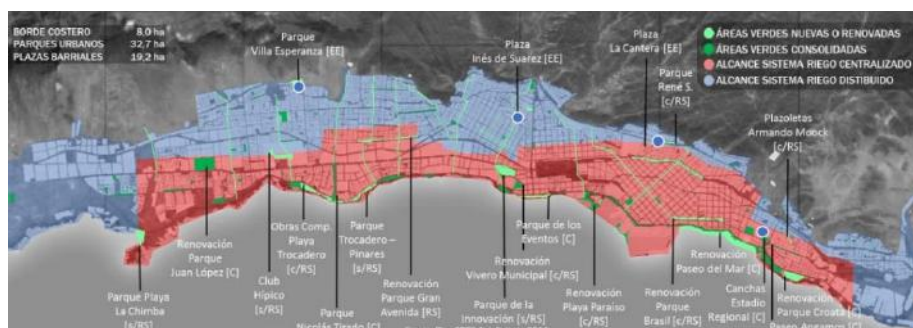 BORDE COSTERO 8,0 ha
PARQUES URBANOS 32,7 ha
PLAZAS BARRIALES 19,2 ha
Parque
Villa Esperanza [EE]
Plaza
Inés de Suarez [EE]
Plaza
La Cantera [EE]
Parque
René S.
[c/RS]
Plazoletas
Armando Moock
[c/RS]
ÁREAS VERDES NUEVAS O RENOVADAS
ÁREAS VERDES CONSOLIDADAS
ALCANCE SISTEMA RIEGO CENTRALIZADO
ALCANCE SISTEMA RIEGO DISTIBUIDO
Parque Playa
La Chimba
[s/RS]
Renovación
Parque
Juan López [C]
Club
Hípico
[s/RS]
Obras Comp.
Playa
Trocadero
[c/RS]
Parque
Nicolás Tirado [C]
Parque
Trocadero –
Pinares
[s/RS]
Renovación
Parque Gran
Avenida [RS]
Parque de la
Innovación [s/RS]
Renovación
Vivero Municipal [c/RS]
Parque de los
Eventos [C]
Renovación
Playa Paraíso
[c/RS]
Renovación
Parque
Brasil [c/RS]
Renovación
Paseo del Mar [C]
Canchas
Estadio
Regional [C]
Renovación
Parque Croata [C]
Paseo Angamos [C]